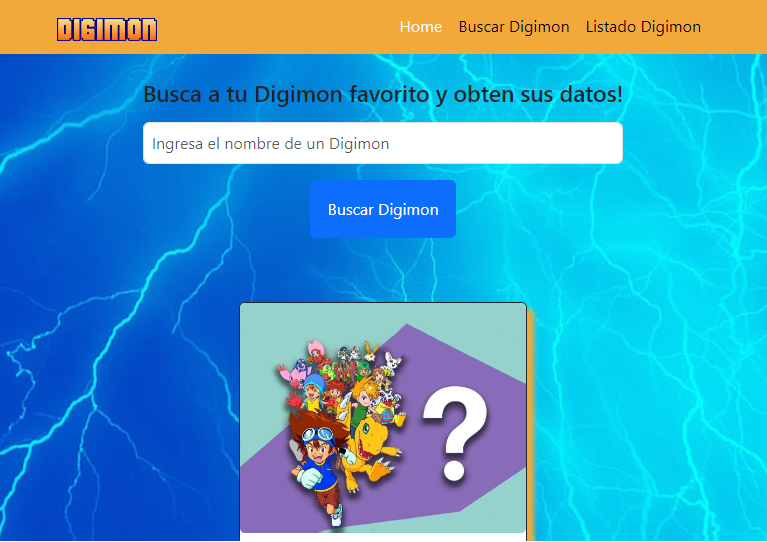 DIGIMON
Home
Buscar Digimon
Listado Digimon
Busca a tu Digimon favorito y obten sus datos!
Ingresa el nombre de un Digimon
Buscar Digimon
?